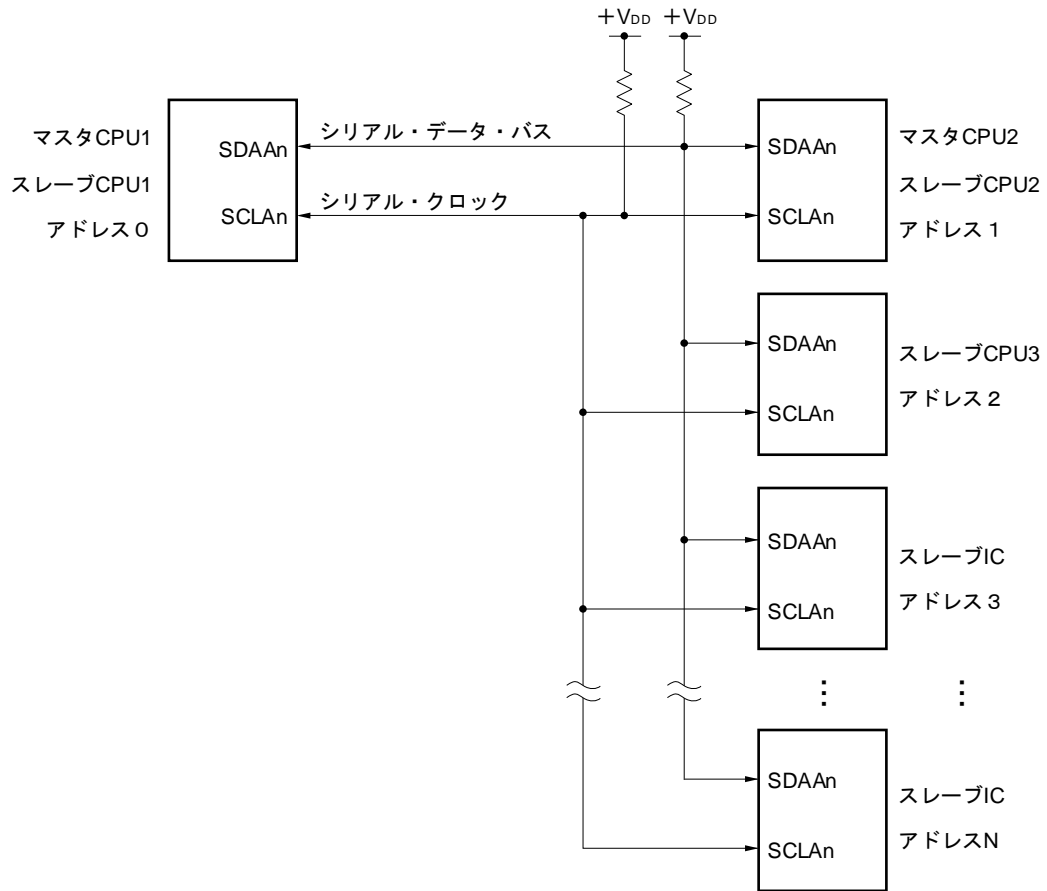 +VDD
+VDD
マスタCPU1
スレーブCPU1
アドレス0
SDAAn
SCLAn
シリアル・データ・バス
シリアル・クロック
SDAAn
SCLAn
マスタCPU2
スレーブCPU2
アドレス1
SDAAn
SCLAn
スレーブCPU3
アドレス2
SDAAn
SCLAn
スレーブIC
アドレス3
SDAAn
SCLAn
スレーブIC
アドレスN